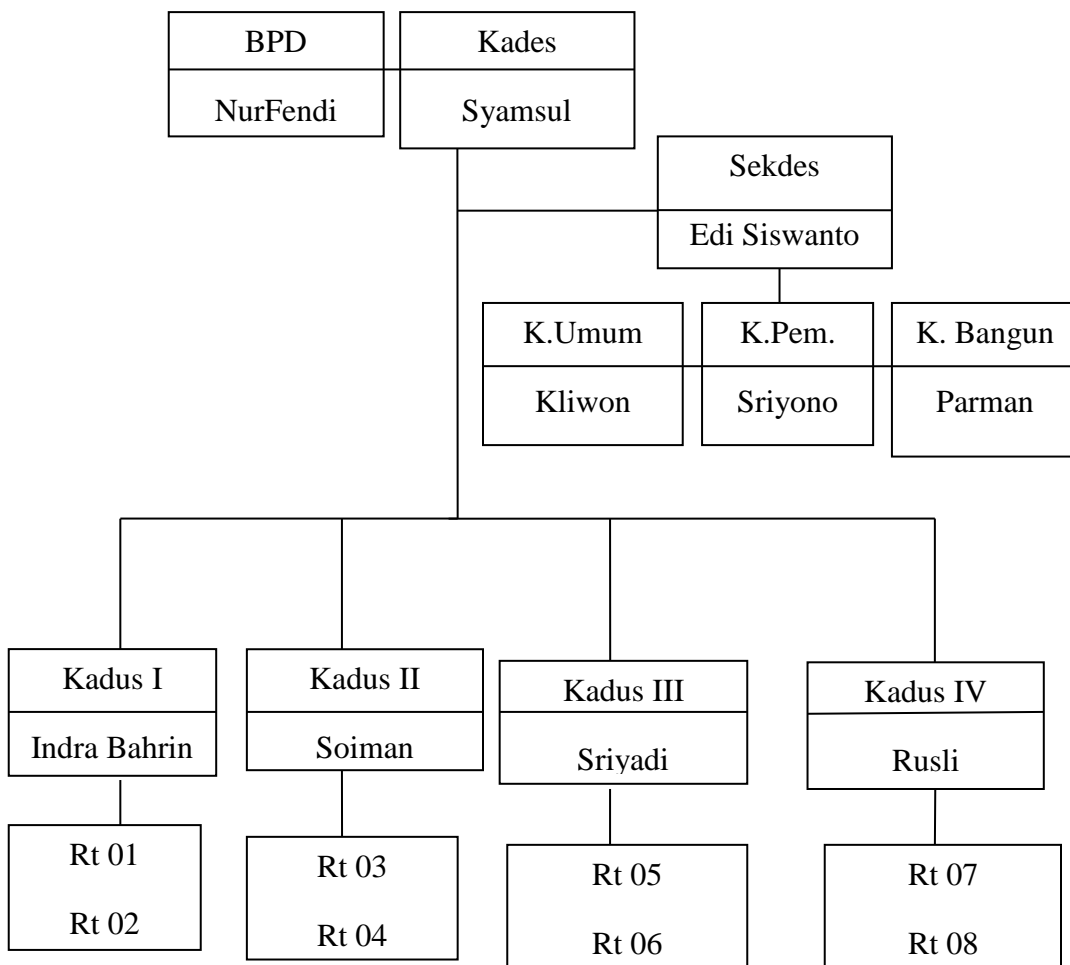 BPD
NurFendi
Kades
Syamsul
Sekdes
Edi Siswanto
K.Umum
Kliwon
K.Pem.
Sriyono
K. Bangun
Parman
Kadus I
Indra Bahrin
Kadus II
Soiman
Kadus III
Sriyadi
Kadus IV
Rusli
Rt 01
Rt 02
Rt 03
Rt 04
Rt 05
Rt 06
Rt 07
Rt 08